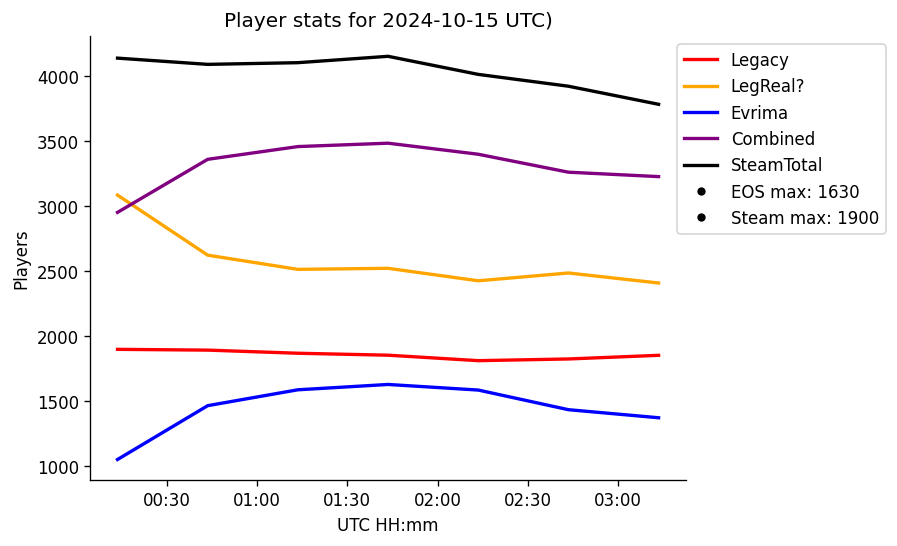 Player stats for 2024-10-15 UTC)
Legacy
LegReal?
Evrima
Combined
SteamTotal
EOS max: 1630
Steam max: 1900
Players
4000
3500
3000
2500
2000
1500
1000
00:30 01:00 01:30 02:00 02:30 03:00
UTC HH:mm